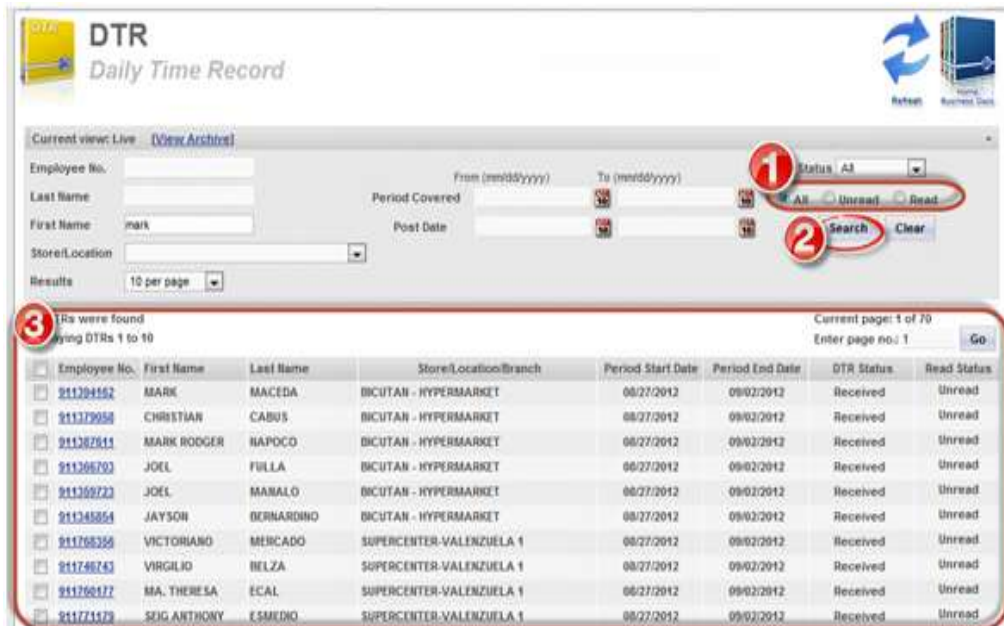 DTR
DTR
Daily Time Record
Refresh
Home
Business Data
Current view: Live [View Archive]
Employee No.
Last Name
First Name mark
Store/Location
Results 10 per page
From (mm/dd/yyyy) To (mm/dd/yyyy)
Period Covered
Post Date
Status All
1
All Unread Read
2
Search Clear
3
TRs were found
ying DTRs 1 to 10
Current page: 1 of 70
Enter page no.: 1 Go
Employee No. First Name Last Name Store/Location/Branch Period Start Date Period End Date DTR Status Read Status
911394162 MARK MACEDA BICUTAN - HYPERMARKET 08/27/2012 09/02/2012 Received Unread
911379058 CHRISTIAN CABUS BICUTAN - HYPERMARKET 08/27/2012 09/02/2012 Received Unread
911387811 MARK RODGER NAPOCO BICUTAN - HYPERMARKET 08/27/2012 09/02/2012 Received Unread
911366703 JOEL FULLA BICUTAN - HYPERMARKET 08/27/2012 09/02/2012 Received Unread
911359723 JOEL MANALO BICUTAN - HYPERMARKET 08/27/2012 09/02/2012 Received Unread
911345854 JAYSON BERNARDINO BICUTAN - HYPERMARKET 08/27/2012 09/02/2012 Received Unread
911768356 VICTORIANO MERCADO SUPERCENTER-VALENZUELA 1 08/27/2012 09/02/2012 Received Unread
911746743 VIRGILIO BELZA SUPERCENTER-VALENZUELA 1 08/27/2012 09/02/2012 Received Unread
911760177 MA. THERESA ECAL SUPERCENTER-VALENZUELA 1 08/27/2012 09/02/2012 Received Unread
911771179 SEIG ANTHONY ESMEDIO SUPERCENTER-VALENZUELA 1 08/27/2012 09/02/2012 Received Unread